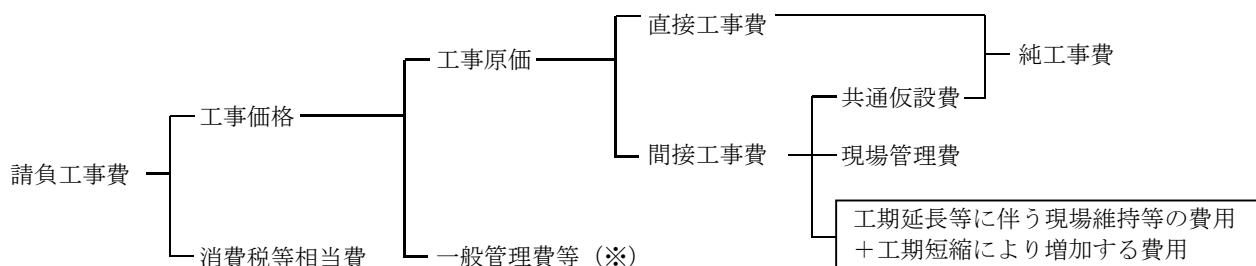 直接工事費
純工事費
工事原価
共通仮設費
工事価格
間接工事費
現場管理費
請負工事費
工期延長等に伴う現場維持等の費用
＋工期短縮により増加する費用
消費税等相当費
一般管理費等（※）